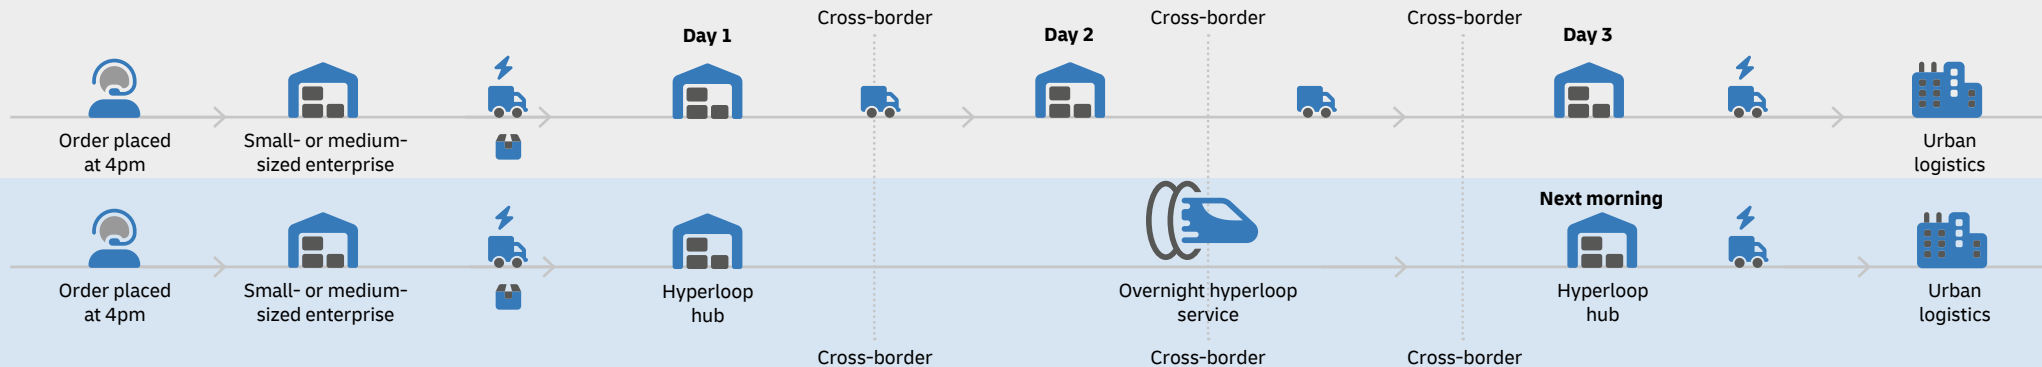 Cross-border
Cross-border
Cross-border
Day 1
Day 2
Day 3
Order placed
at 4pm
Small- or medium-
sized enterprise
Urban
logistics
Next morning
Order placed
at 4pm
Small- or medium-
sized enterprise
Hyperloop
hub
Overnight hyperloop
service
Hyperloop
hub
Urban
logistics
Cross-border
Cross-border
Cross-border